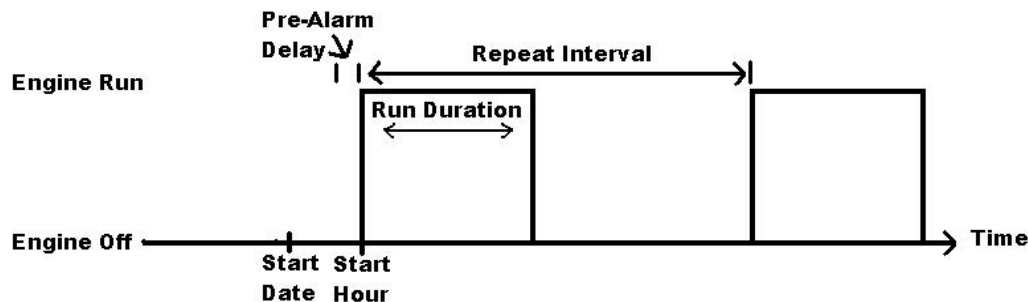 Pre-Alarm
Delay
Repeat Interval
Engine Run
Run Duration
Engine Off
Time
Start
Date
Start
Hour